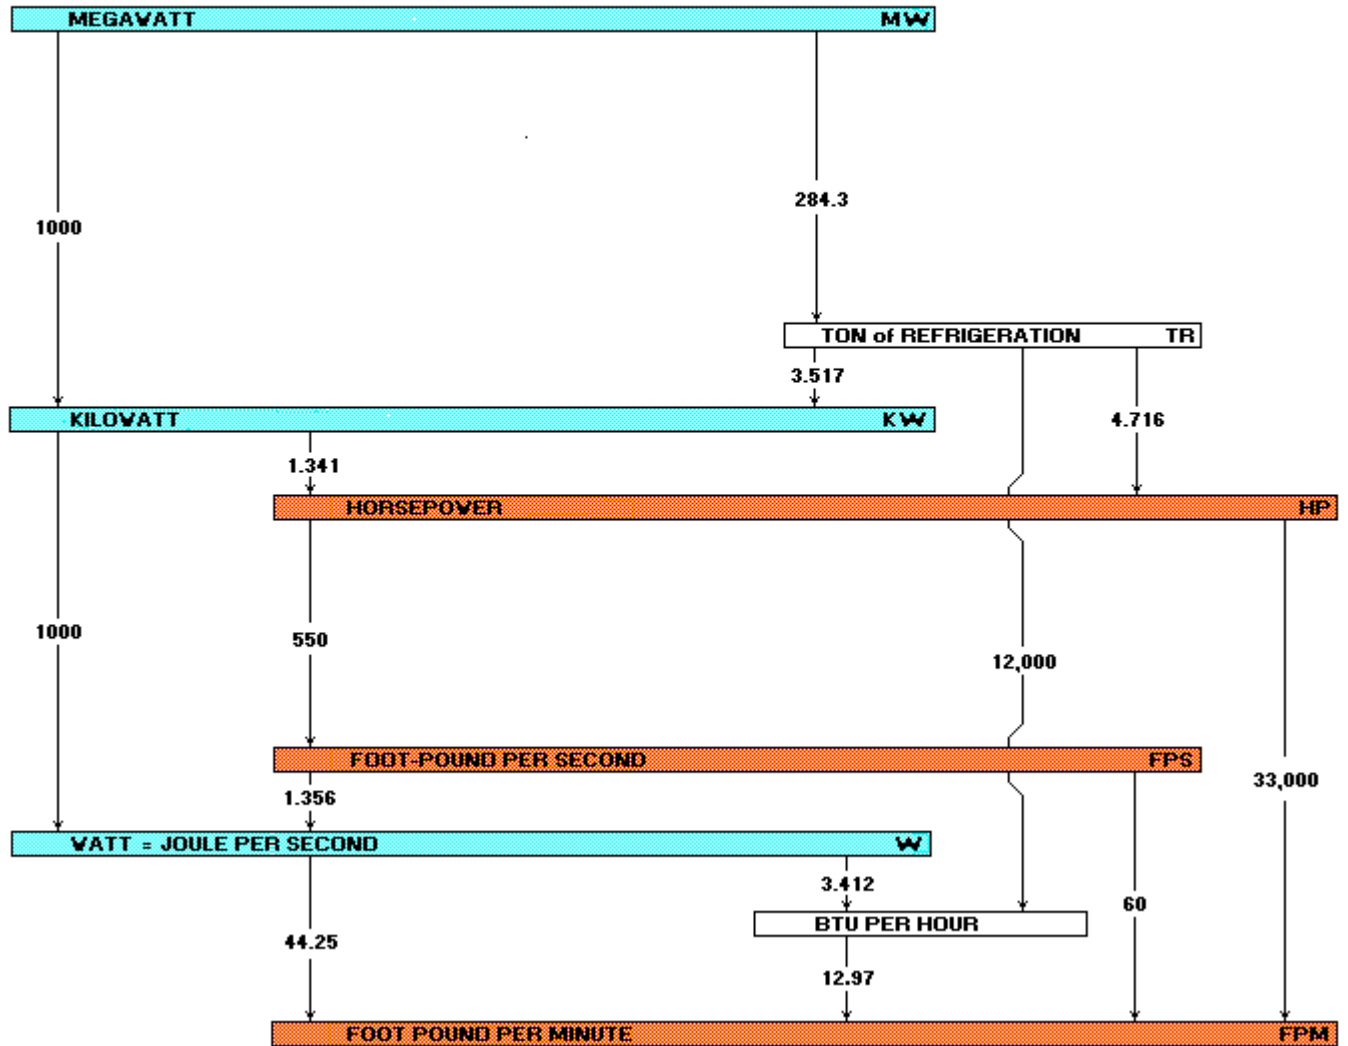 MEGAWATT MW
284.3
1000
TON of REFRIGERATION TR
3.517
KILOWATT KW
4.716
1.341
HORSEPOWER HP
1000
550
12,000
FOOT-POUND PER SECOND FPS
33,000
1.356
WATT = JOULE PER SECOND W
3.412
60
BTU PER HOUR
44.25
12.97
FOOT POUND PER MINUTE FPM